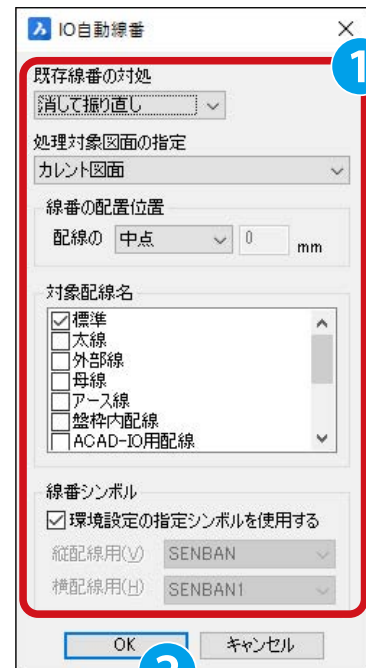 IO自動線番
1
既存線番の対処
消して振り直し
処理対象図面の指定
カレント図面
線番の配置位置
配線の 中点 0 mm
対象配線名
標準
太線
外部線
母線
アース線
盤枠内配線
ACAD-IO用配線
線番シンボル
環境設定の指定シンボルを使用する
縦配線用(V) SENBAN
横配線用(H) SENBAN1
OK キャンセル
2